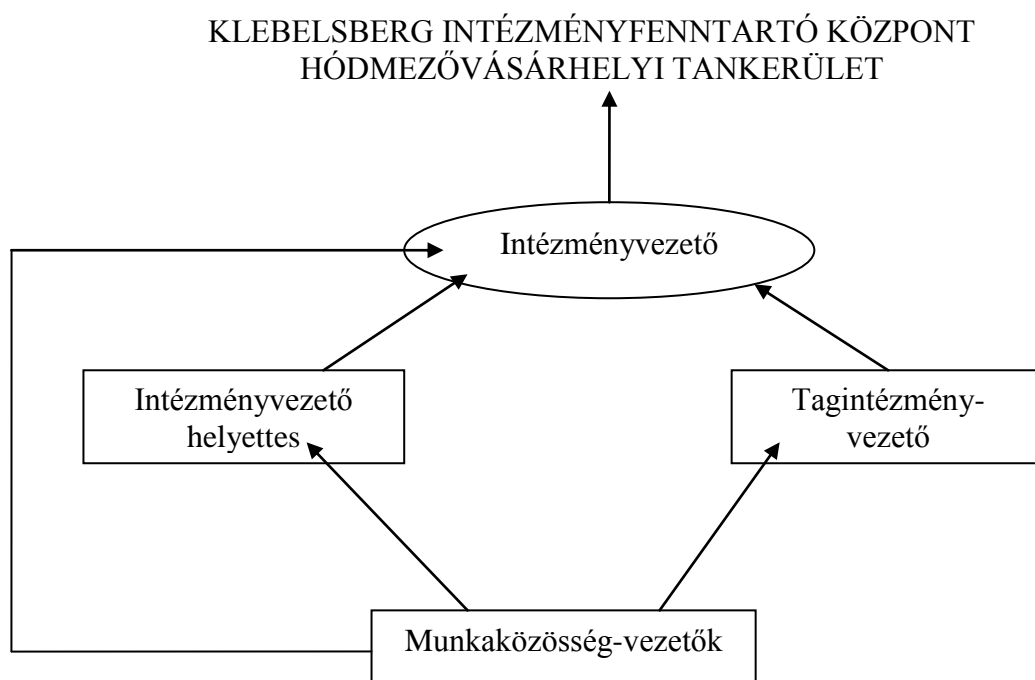 KLEBELSBERG INTÉZMÉNYFENNTARTÓ KÖZPONT
HÓDMEZŐVÁSÁRHELYI TANKERÜLET
Intézményvezető
Intézményvezető
helyettes
Tagintézmény-
vezető
Munkaközösség-vezetők